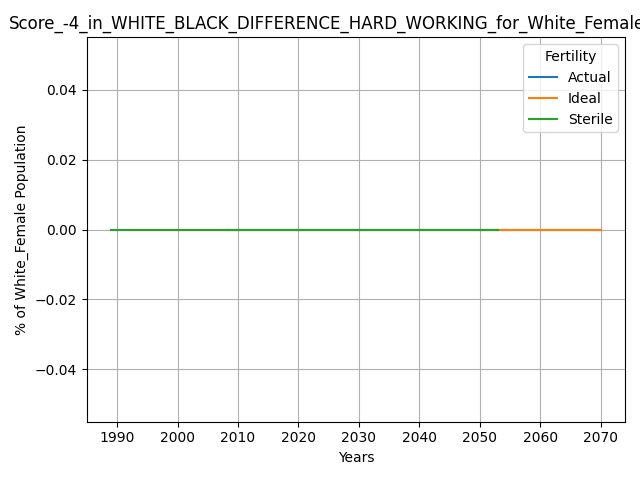 Score_-4_in_WHITE_BLACK_DIFFERENCE_HARD_WORKING_for_White_Female
Fertility
Actual
Ideal
Sterile
0.04
0.02
0.00
−0.02
−0.04
% of White_Female Population
1990 2000 2010 2020 2030 2040 2050 2060 2070
Years